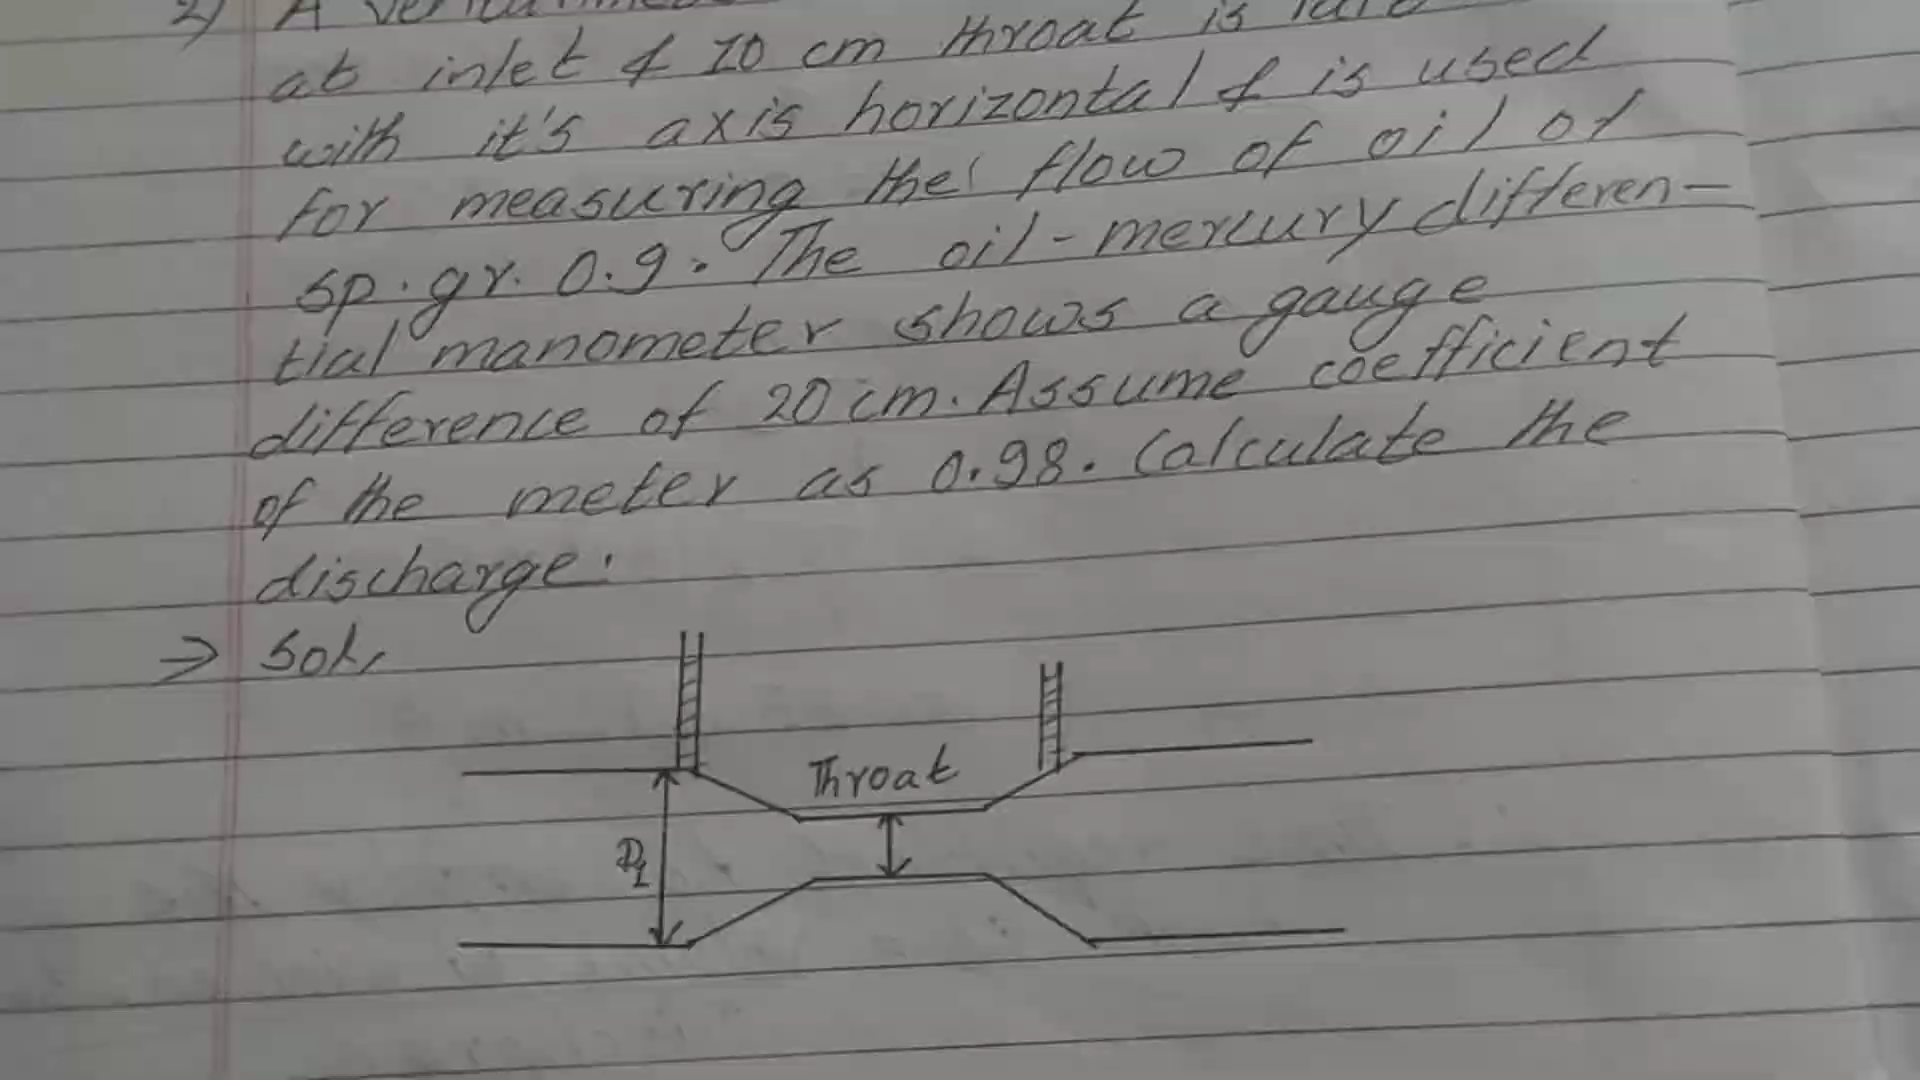 2) A
at inlet & 10 cm throat is
with it's axis horizontal & is used
for measuring the flow of oil of
sp. gr. 0.9. The oil-mercury differen-
tial manometer shows a gauge
difference of 20 cm. Assume coefficient
of the meter as 0.98. Calculate the
discharge.
⇒ Sol,
Throat
D1